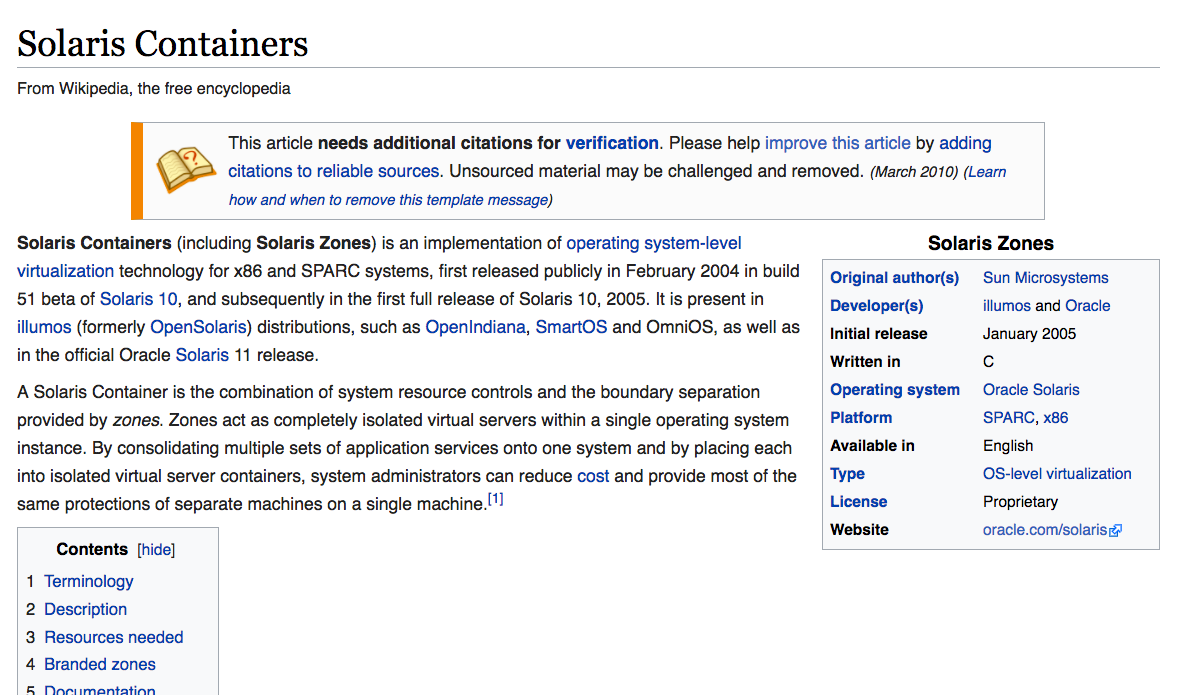 Solaris Containers
From Wikipedia, the free encyclopedia
This article needs additional citations for verification. Please help improve this article by adding
citations to reliable sources. Unsourced material may be challenged and removed. (March 2010) (Learn
how and when to remove this template message)
Solaris Containers (including Solaris Zones) is an implementation of operating system-level
virtualization technology for x86 and SPARC systems, first released publicly in February 2004 in build
51 beta of Solaris 10, and subsequently in the first full release of Solaris 10, 2005. It is present in
illumos (formerly OpenSolaris) distributions, such as OpenIndiana, SmartOS and OmniOS, as well as
in the official Oracle Solaris 11 release.
A Solaris Container is the combination of system resource controls and the boundary separation
provided by zones. Zones act as completely isolated virtual servers within a single operating system
instance. By consolidating multiple sets of application services onto one system and by placing each
into isolated virtual server containers, system administrators can reduce cost and provide most of the
same protections of separate machines on a single machine.[1]
Solaris Zones
Original author(s) Sun Microsystems
Developer(s) illumos and Oracle
Initial release January 2005
Written in C
Operating system Oracle Solaris
Platform SPARC, x86
Available in English
Type OS-level virtualization
License Proprietary
Website oracle.com/solaris
Contents [hide]
1 Terminology
2 Description
3 Resources needed
4 Branded zones
5 Documentation